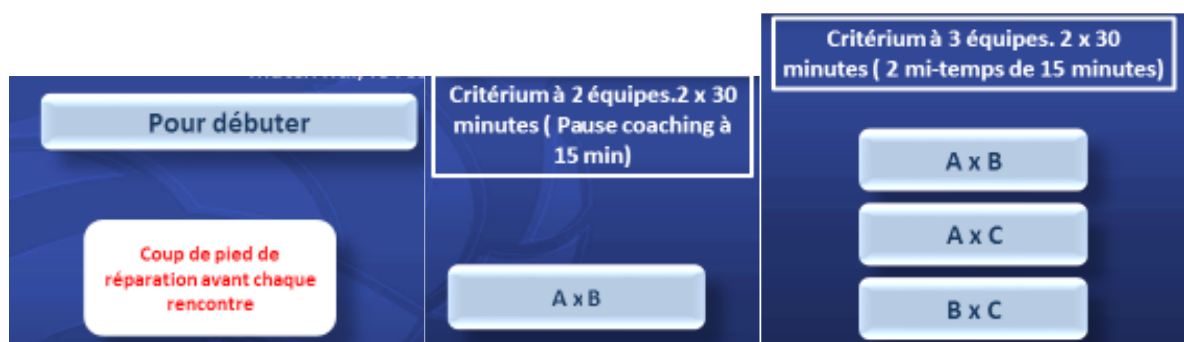 Pour débuter
Coup de pied de
réparation avant chaque
rencontre
Critérium à 2 équipes.2 x 30
minutes ( Pause coaching à
15 min)
A x B
Critérium à 3 équipes. 2 x 30
minutes ( 2 mi-temps de 15 minutes)
A x B
A x C
B x C